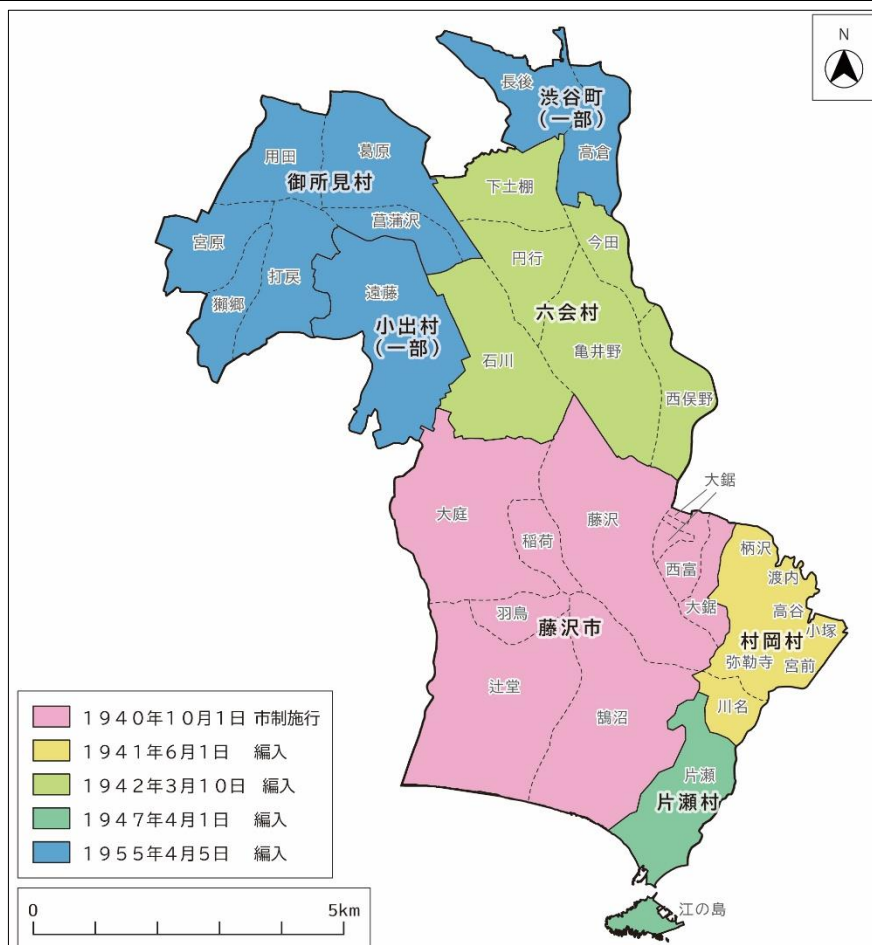 N
長後
渋谷町
（一部）
高倉
葛原
用田
御所見村
下土棚
菖蒲沢
今田
宮原
円行
打戻
遠藤
獺郷
六会村
小出村
（一部）
亀井野
石川
西俣野
大鋸
大庭
藤沢
稲荷
柄沢
西富
渡内
大鋸
高谷
羽鳥
小塚
藤沢市
村岡村
弥勒寺
宮前
辻堂
川名
鵠沼
片瀬
片瀬村
江の島
１９４０年１０月１日 市制施行
１９４１年６月１日 編入
１９４２年３月１０日 編入
１９４７年４月１日 編入
１９５５年４月５日 編入
0 5km